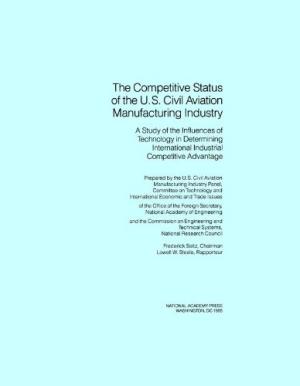 The Competitive Status
of the U.S. Civil Aviation
Manufacturing Industry
A Study of the Influences of
Technology in Determining
International Industrial
Competitive Advantage
Prepared by the U.S. Civil Aviation
Manufacturing Industry Panel,
Committee on Technology and
International Economic and Trade Issues
of the Office of the Foreign Secretary,
National Academy of Engineering
and the Commission on Engineering and
Technical Systems,
National Research Council
Frederick Seitz, Chairman
Lowell W. Steele, Rapporteur
NATIONAL ACADEMY PRESS
WASHINGTON, DC 1985